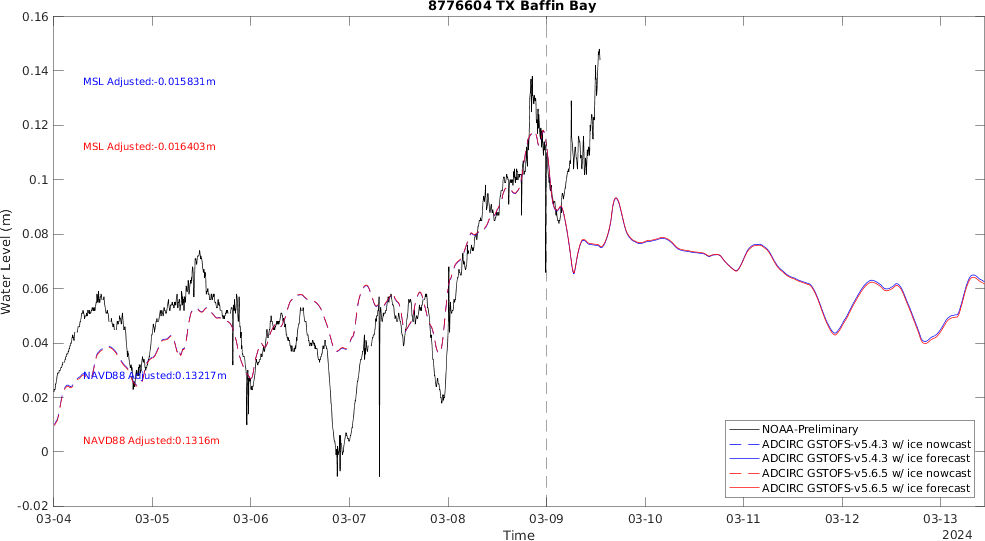 8776604 TX Baffin Bay
0.16
0.14
0.12
0.1
0.08
0.06
0.04
0.02
0
-0.02
Water Level (m)
MSL Adjusted:-0.015831m
MSL Adjusted:-0.016403m
NAVD88 Adjusted:0.13217m
NAVD88 Adjusted:0.1316m
NOAA-Preliminary
ADCIRC GSTOFS-v5.4.3 w/ ice nowcast
ADCIRC GSTOFS-v5.4.3 w/ ice forecast
ADCIRC GSTOFS-v5.6.5 w/ ice nowcast
ADCIRC GSTOFS-v5.6.5 w/ ice forecast
03-04 03-05 03-06 03-07 03-08 03-09 03-10 03-11 03-12 03-13
Time
2024